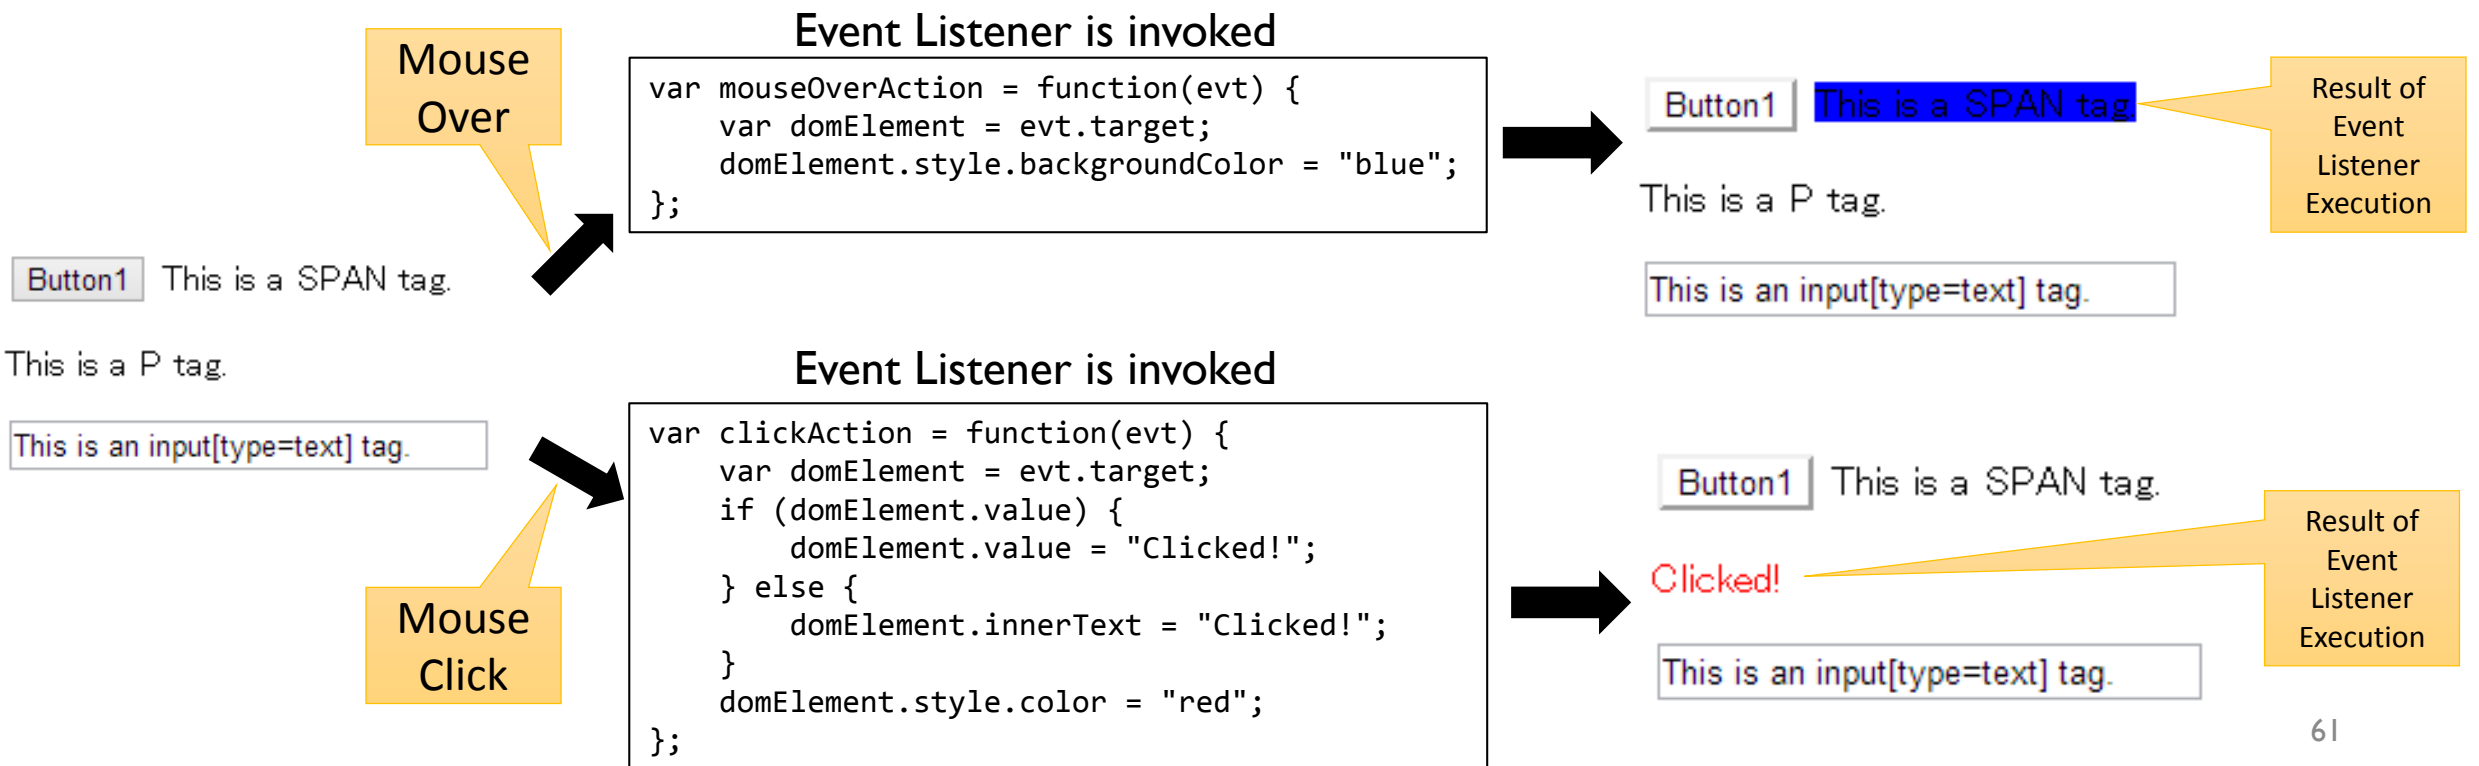 Event Listener is invoked
Mouse
Over
var mouseOverAction = function(evt) {
    var domElement = evt.target;
    domElement.style.backgroundColor = "blue";
};
Button1 This is a SPAN tag.
This is a P tag.
This is an input[type=text] tag.
Result of
Event
Listener
Execution
Button1 This is a SPAN tag.
This is a P tag.
This is an input[type=text] tag.
Event Listener is invoked
Mouse
Click
var clickAction = function(evt) {
    var domElement = evt.target;
    if (domElement.value) {
        domElement.value = "Clicked!";
    } else {
        domElement.innerText = "Clicked!";
    }
    domElement.style.color = "red";
};
Button1 This is a SPAN tag.
Clicked!
This is an input[type=text] tag.
Result of
Event
Listener
Execution
61